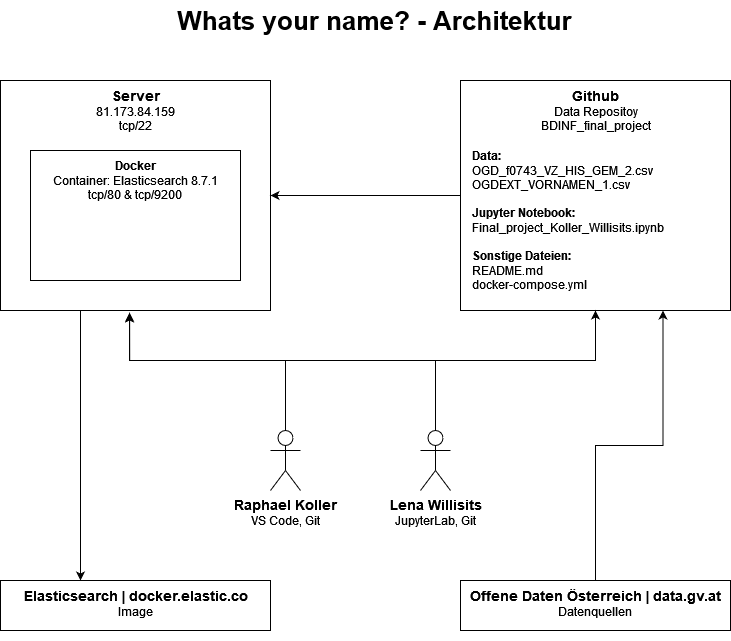 Whats your name? - Architektur
Server
81.173.84.159
tcp/22
Docker
Container: Elasticsearch 8.7.1
tcp/80 & tcp/9200
Github
Data Repositoy
BDINF_final_project
Data:
OGD_f0743_VZ_HIS_GEM_2.csv
OGDEXT_VORNAMEN_1.csv
Jupyter Notebook:
Final_project_Koller_Willisits.ipynb
Sonstige Dateien:
README.md
docker-compose.yml
Raphael Koller
VS Code, Git
Lena Willisits
JupyterLab, Git
Elasticsearch | docker.elastic.co
Image
Offene Daten Österreich | data.gv.at
Datenquellen